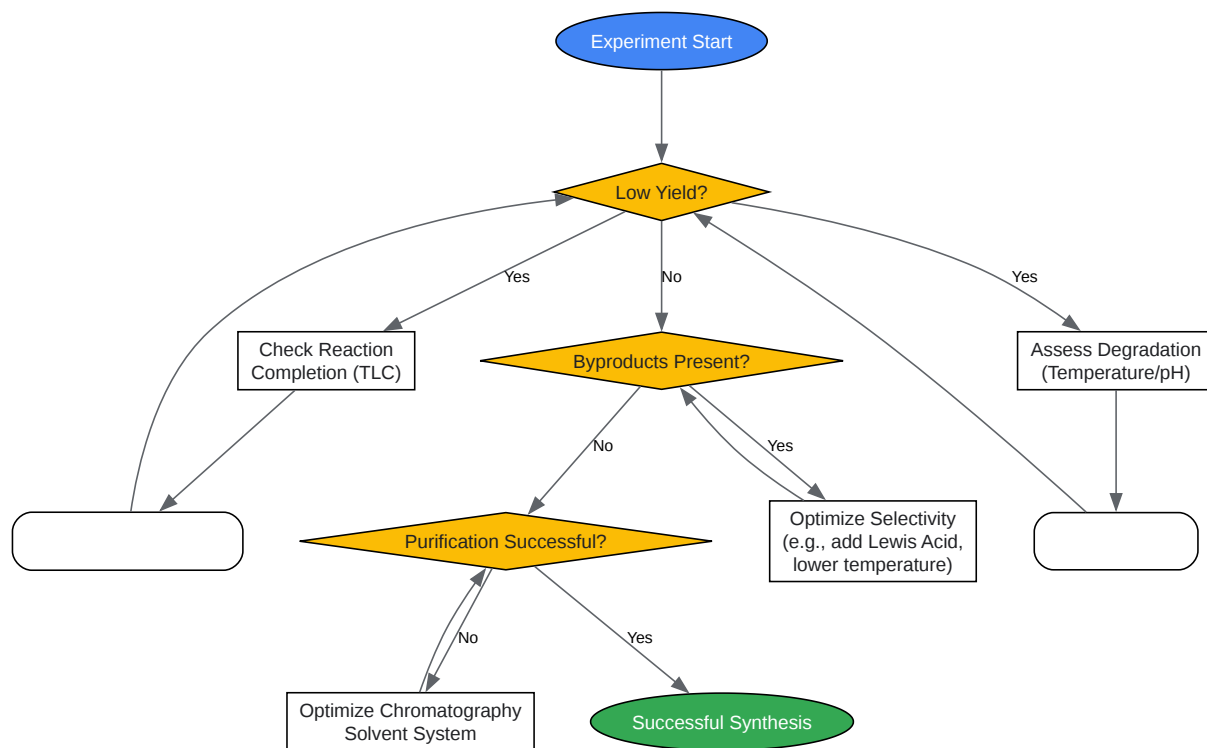 Experiment Start
Low Yield?
Yes
No
Yes
Check Reaction
Completion (TLC)
Byproducts Present?
Assess Degradation
(Temperature/pH)
No
Yes
Purification Successful?
Optimize Selectivity
(e.g., add Lewis Acid,
lower temperature)
No
Yes
Optimize Chromatography
Solvent System
Successful Synthesis